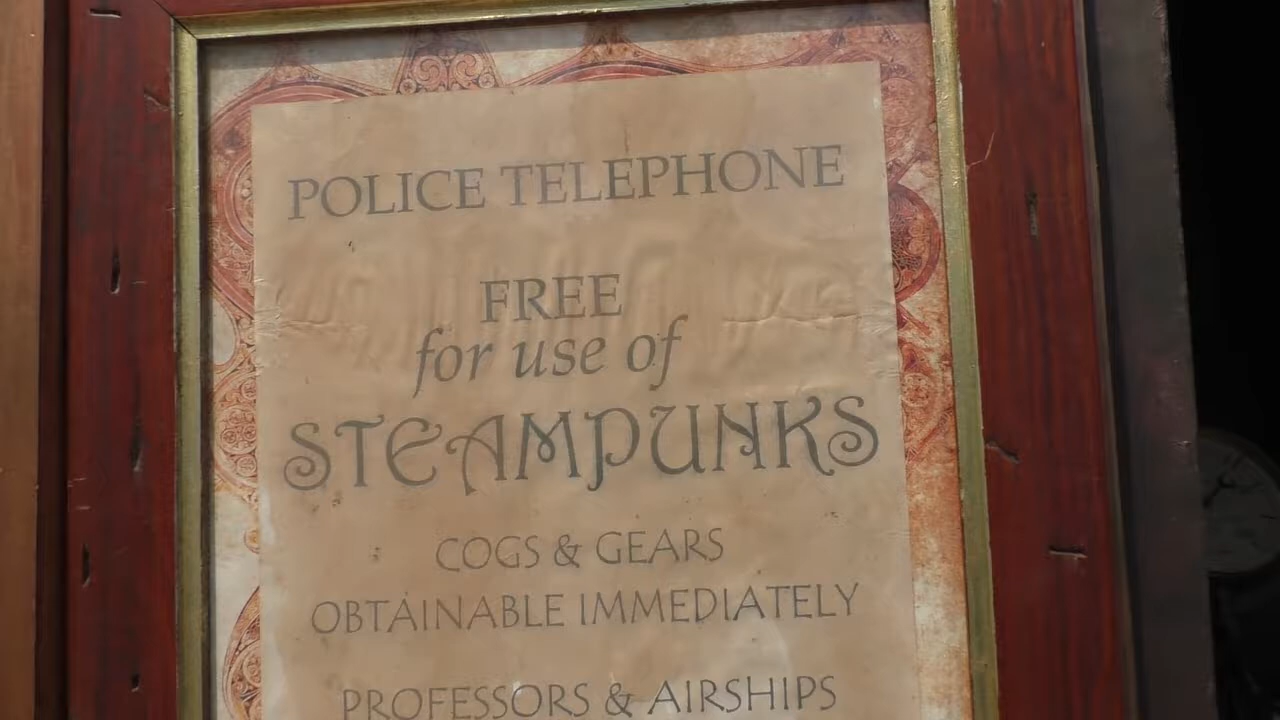 POLICE TELEPHONE
FREE
for use of
STEAMPUNKS
COGS & GEARS
OBTAINABLE IMMEDIATELY
PROFESSORS & AIRSHIPS